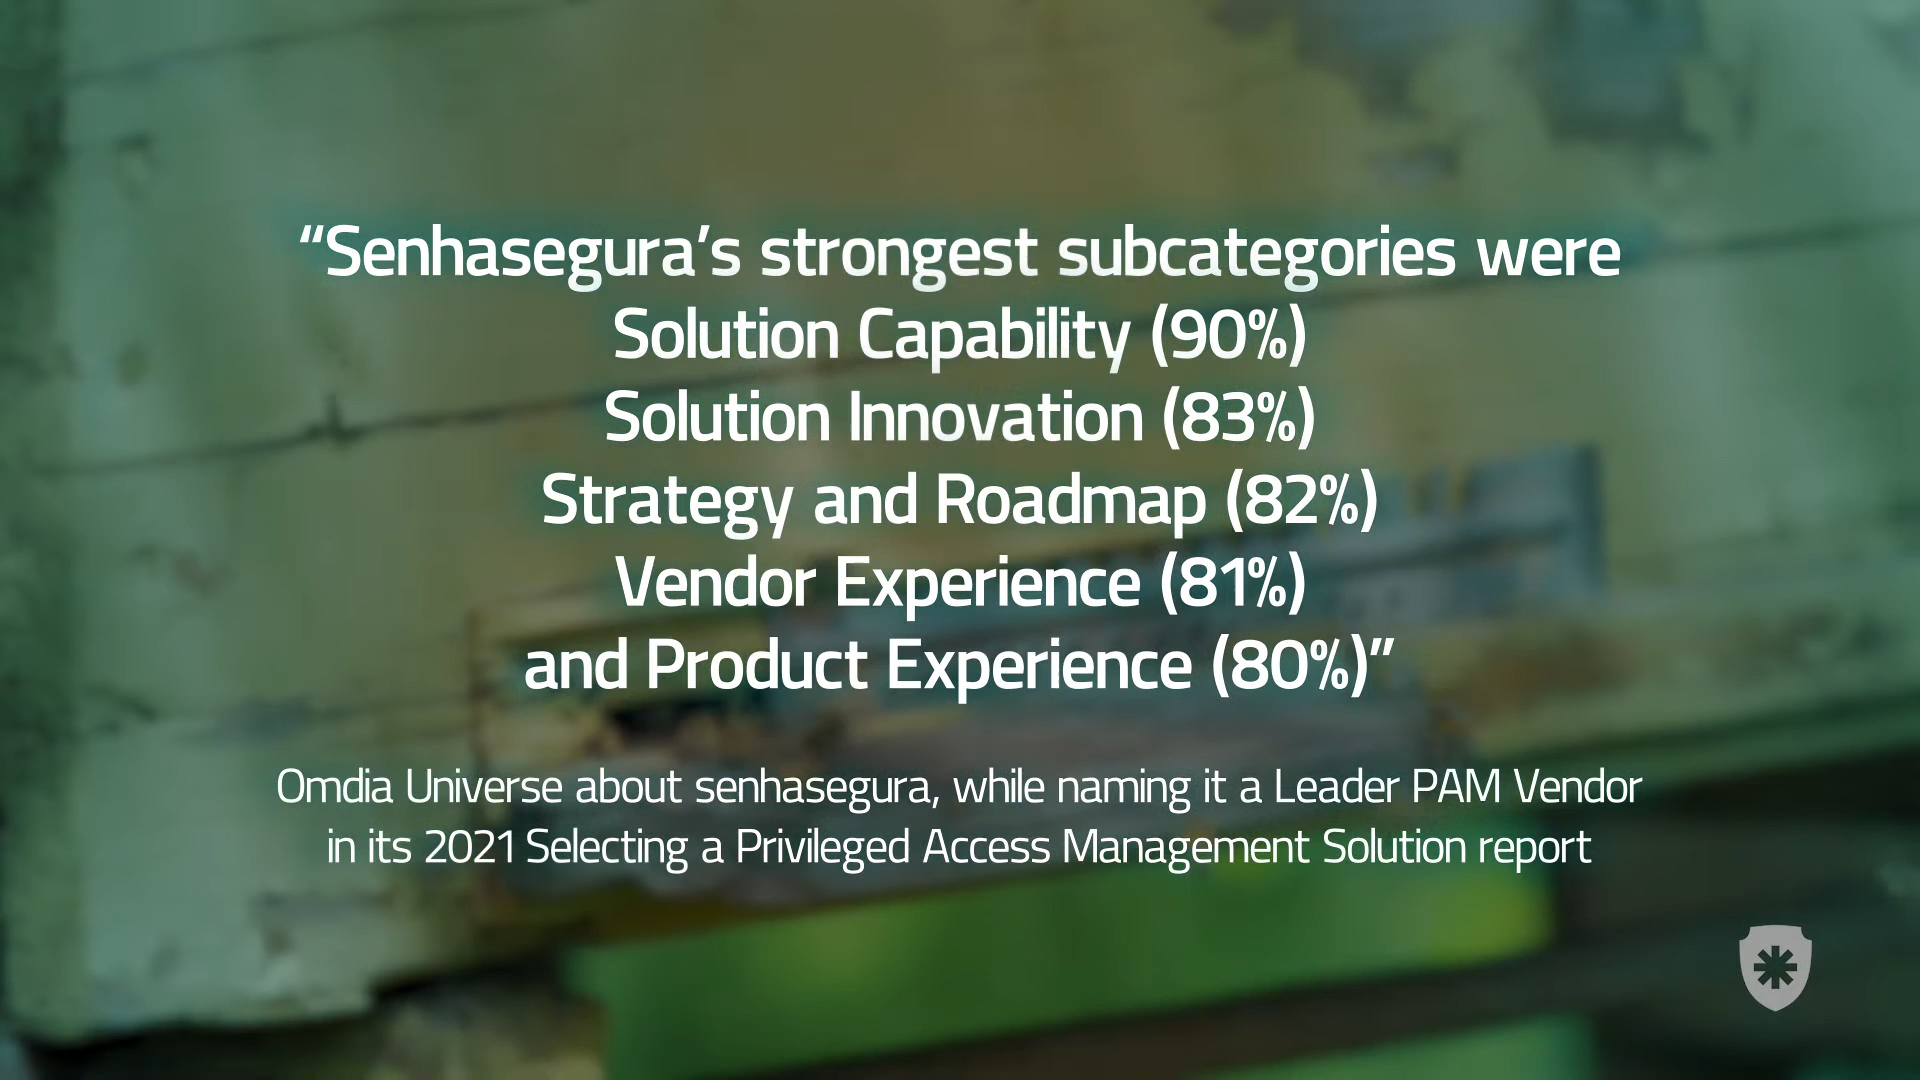 “Senhasegura’s strongest subcategories were
Solution Capability (90%)
Solution Innovation (83%)
Strategy and Roadmap (82%)
Vendor Experience (81%)
and Product Experience (80%)”
Omdia Universe about senhasegura, while naming it a Leader PAM Vendor
in its 2021 Selecting a Privileged Access Management Solution report